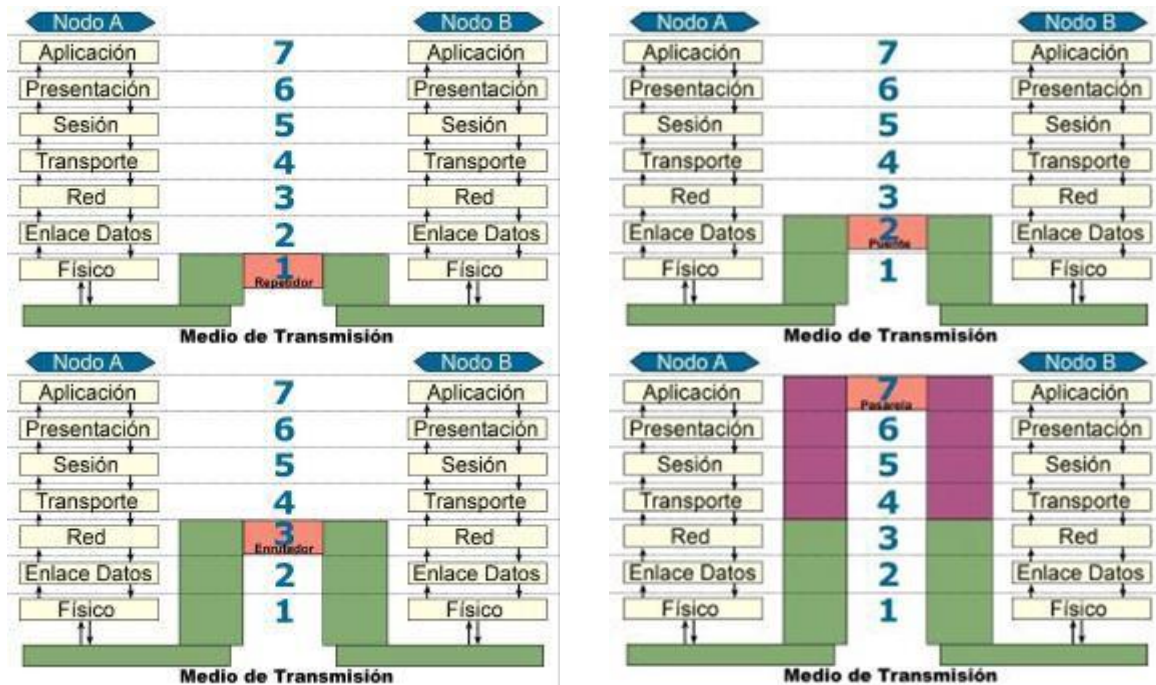 Nodo A Nodo B
Aplicación 7 Aplicación
Presentación 6 Presentación
Sesión 5 Sesión
Transporte 4 Transporte
Red 3 Red
Enlace Datos 2 Enlace Datos
Físico 1 Físico
Repetidor
Medio de Transmisión
Nodo A Nodo B
Aplicación 7 Aplicación
Presentación 6 Presentación
Sesión 5 Sesión
Transporte 4 Transporte
Red 3 Red
Enlace Datos 2 Enlace Datos
Puente
Físico 1 Físico
Medio de Transmisión
Nodo A Nodo B
Aplicación 7 Aplicación
Presentación 6 Presentación
Sesión 5 Sesión
Transporte 4 Transporte
Red 3 Red
Enrutador
Enlace Datos 2 Enlace Datos
Físico 1 Físico
Medio de Transmisión
Nodo A Nodo B
Aplicación 7 Aplicación
Pasarela
Presentación 6 Presentación
Sesión 5 Sesión
Transporte 4 Transporte
Red 3 Red
Enlace Datos 2 Enlace Datos
Físico 1 Físico
Medio de Transmisión